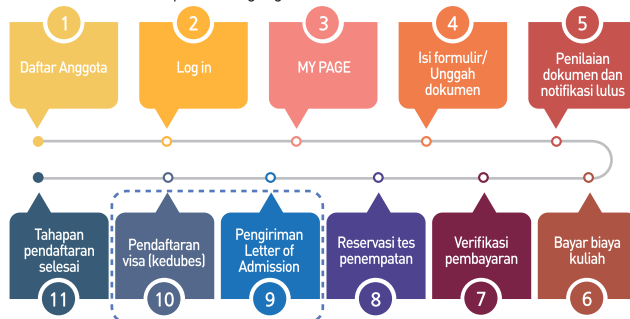 1
2
3
4
5
Daftar Anggota
Log in
MY PAGE
Isi formulir/
Unggah
dokumen
Penilaian
dokumen dan
notifikasi lulus
Tahapan
pendaftaran
selesai
Pendaftaran
visa (kedubes)
Pengiriman
Letter of
Admission
Reservasi tes
penempatan
Verifikasi
pembayaran
Bayar biaya
kuliah
11
10
9
8
7
6